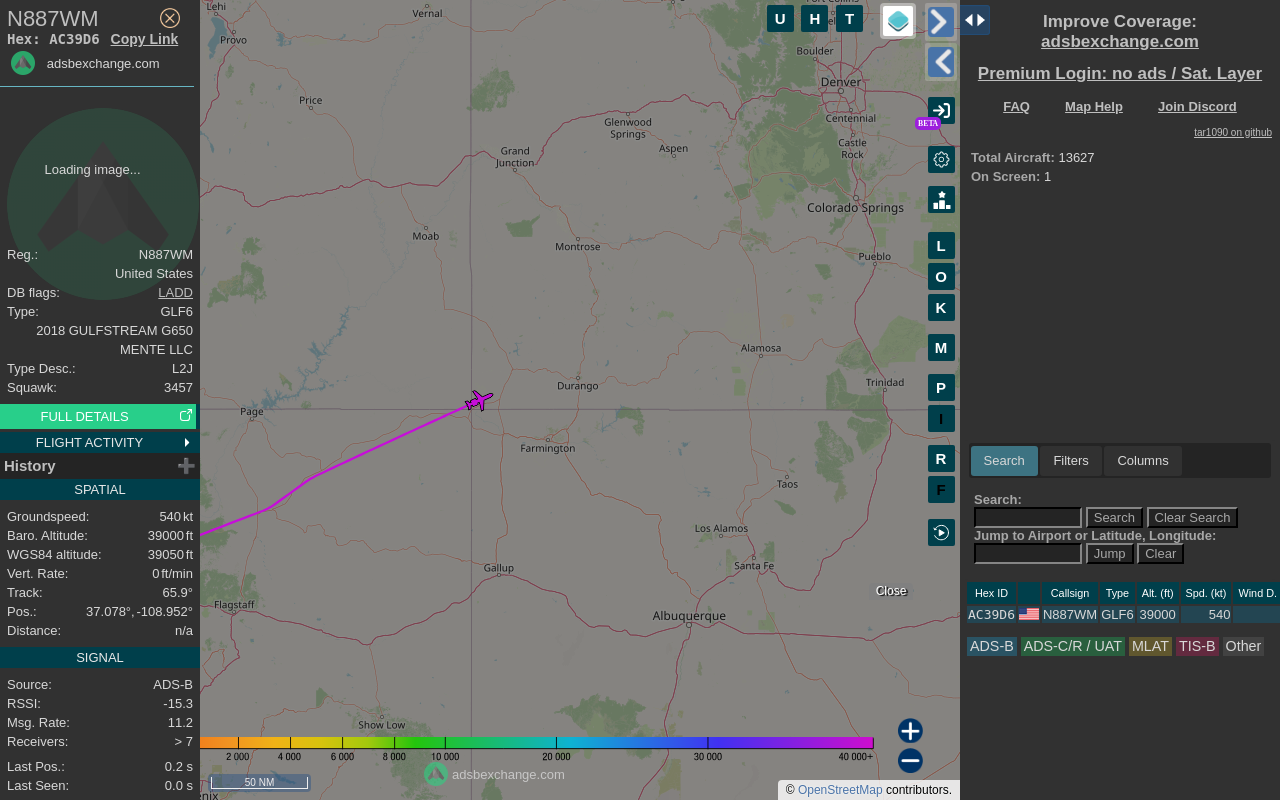 N887WM
Hex: AC39D6 Copy Link
adsbexchange.com
Loading image...
Reg.: N887WM
United States
DB flags: LADD
Type: GLF6
2018 GULFSTREAM G650
MENTE LLC
Type Desc.: L2J
Squawk: 3457
FULL DETAILS
FLIGHT ACTIVITY
History
SPATIAL
Groundspeed: 540 kt
Baro. Altitude: 39000 ft
WGS84 altitude: 39050 ft
Vert. Rate: 0 ft/min
Track: 65.9°
Pos.: 37.078°, -108.952°
Distance: n/a
SIGNAL
Source: ADS-B
RSSI: -15.3
Msg. Rate: 11.2
Receivers: > 7
Last Pos.: 0.2 s
Last Seen: 0.0 s
Lehi
Provo
Vernal
Price
Glenwood
Springs
Aspen
Grand
Junction
Boulder
Denver
Centennial
Castle
Rock
Colorado Springs
Moab
Montrose
Pueblo
Alamosa
Trinidad
Durango
Page
Farmington
Taos
Los Alamos
Santa Fe
Gallup
Flagstaff
Albuquerque
Show Low
U H T
BETA
L
O
K
M
P
I
R
F
Close
2 000 4 000 6 000 8 000 10 000 20 000 30 000 40 000+
adsbexchange.com
50 NM
© OpenStreetMap contributors.
Improve Coverage:
adsbexchange.com
Premium Login: no ads / Sat. Layer
FAQ Map Help Join Discord
tar1090 on github
Total Aircraft: 13627
On Screen: 1
Search Filters Columns
Search:
Search Clear Search
Jump to Airport or Latitude, Longitude:
Jump Clear
Hex ID Callsign Type Alt. (ft) Spd. (kt) Wind D.
AC39D6 N887WM GLF6 39000 540
ADS-B ADS-C/R / UAT MLAT TIS-B Other